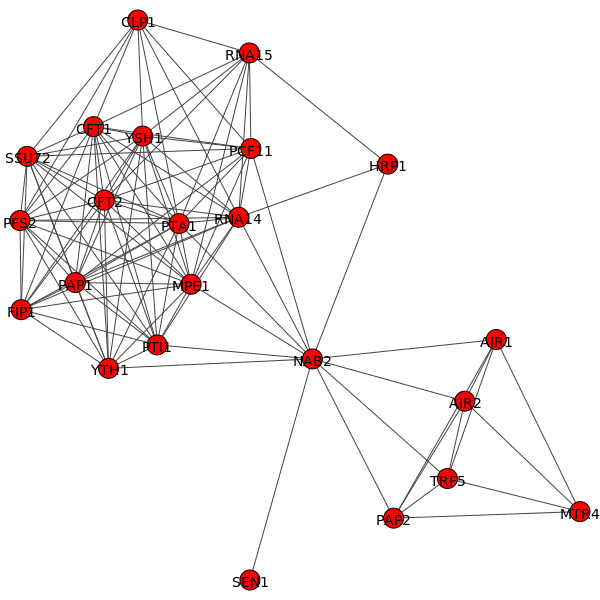 CLP1
RNA15
CFT1
YSH1
PCF11
SSU72
HRP1
CFT2
PFS2
PTA1
RNA14
PAP1
MPE1
FIP1
PTI1
YTH1
NAB2
AIR1
AIR2
TRF5
PAP2
MTR4
SEN1